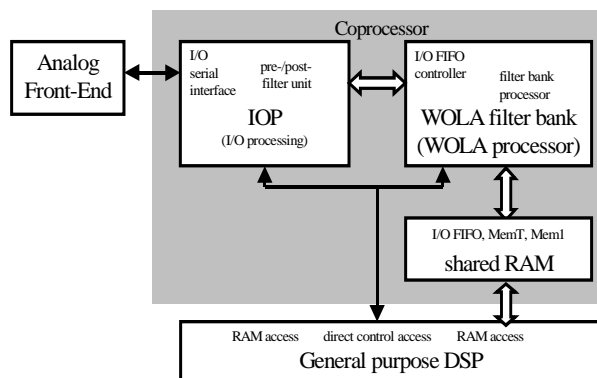 Coprocessor
Analog
Front-End
I/O
serial
interface
pre-/post-
filter unit
IOP
(I/O processing)
I/O FIFO
controller
filter bank
processor
WOLA filter bank
(WOLA processor)
I/O FIFO, MemT, Mem1
shared RAM
RAM access direct control access RAM access
General purpose DSP